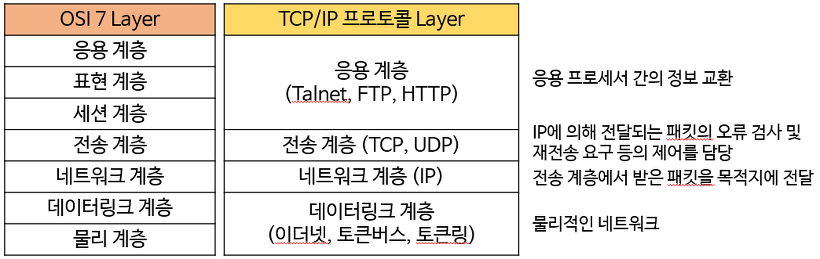 OSI 7 Layer
응용 계층
표현 계층
세션 계층
전송 계층
네트워크 계층
데이터링크 계층
물리 계층
TCP/IP 프로토콜 Layer
응용 계층
(Talnet, FTP, HTTP)
전송 계층 (TCP, UDP)
네트워크 계층 (IP)
데이터링크 계층
(이더넷, 토큰버스, 토큰링)
응용 프로세서 간의 정보 교환
IP에 의해 전달되는 패킷의 오류 검사 및
재전송 요구 등의 제어를 담당
전송 계층에서 받은 패킷을 목적지에 전달
물리적인 네트워크